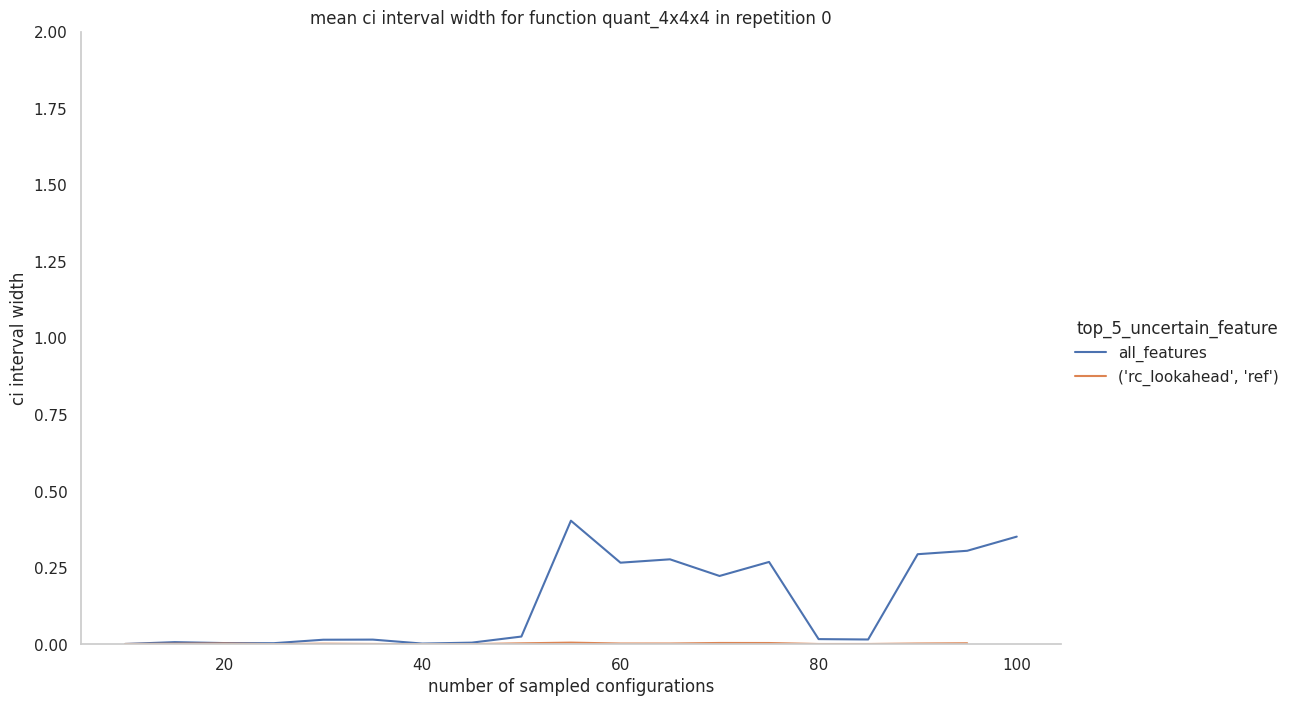 mean ci interval width for function quant_4x4x4 in repetition 0
2.00
1.75
1.50
1.25
1.00
0.75
0.50
0.25
0.00
ci interval width
20
40
60
80
100
number of sampled configurations
top_5_uncertain_feature
all_features
('rc_lookahead', 'ref')